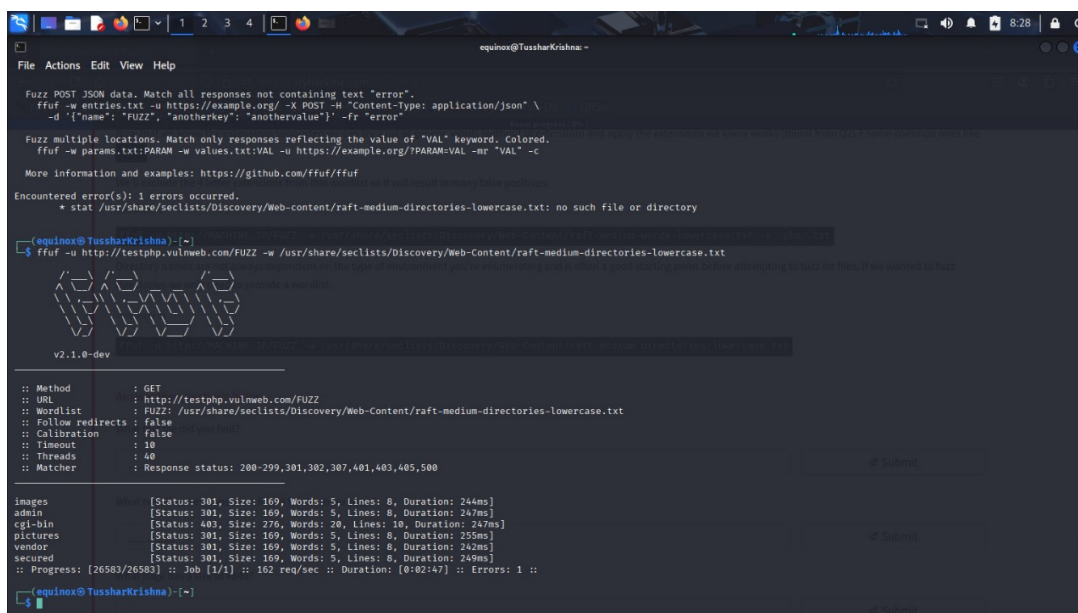 1 2 3 4 8:28
equinox@TussharKrishna: ~
File Actions Edit View Help
Fuzz POST JSON data. Match all responses not containing text "error".
ffuf -w entries.txt -u https://example.org/ -X POST -H "Content-Type: application/json" \
-d '{"name": "FUZZ", "anotherkey": "anothervalue"}' -fr "error"
Fuzz multiple locations. Match only responses reflecting the value of "VAL" keyword. Colored.
ffuf -w params.txt:PARAM -w values.txt:VAL -u https://example.org/?PARAM=VAL -mr "VAL" -c
More information and examples: https://github.com/ffuf/ffuf
Encountered error(s): 1 errors occurred.
* stat /usr/share/seclists/Discovery/Web-content/raft-medium-directories-lowercase.txt: no such file or directory
(equinox㉿TussharKrishna)-[~]
$ ffuf -u http://testphp.vulnweb.com/FUZZ -w /usr/share/seclists/Discovery/Web-Content/raft-medium-directories-lowercase.txt
v2.1.0-dev
:: Method : GET
:: URL : http://testphp.vulnweb.com/FUZZ
:: Wordlist : FUZZ: /usr/share/seclists/Discovery/Web-Content/raft-medium-directories-lowercase.txt
:: Follow redirects : false
:: Calibration : false
:: Timeout : 10
:: Threads : 40
:: Matcher : Response status: 200-299,301,302,307,401,403,405,500
Submit
images [Status: 301, Size: 169, Words: 5, Lines: 8, Duration: 244ms]
admin [Status: 301, Size: 169, Words: 5, Lines: 8, Duration: 247ms]
cgi-bin [Status: 403, Size: 276, Words: 20, Lines: 10, Duration: 247ms]
pictures [Status: 301, Size: 169, Words: 5, Lines: 8, Duration: 255ms]
Submit
vendor [Status: 301, Size: 169, Words: 5, Lines: 8, Duration: 242ms]
secured [Status: 301, Size: 169, Words: 5, Lines: 8, Duration: 249ms]
:: Progress: [26583/26583] :: Job [1/1] :: 162 req/sec :: Duration: [0:02:47] :: Errors: 1 ::
(equinox㉿TussharKrishna)-[~]
$